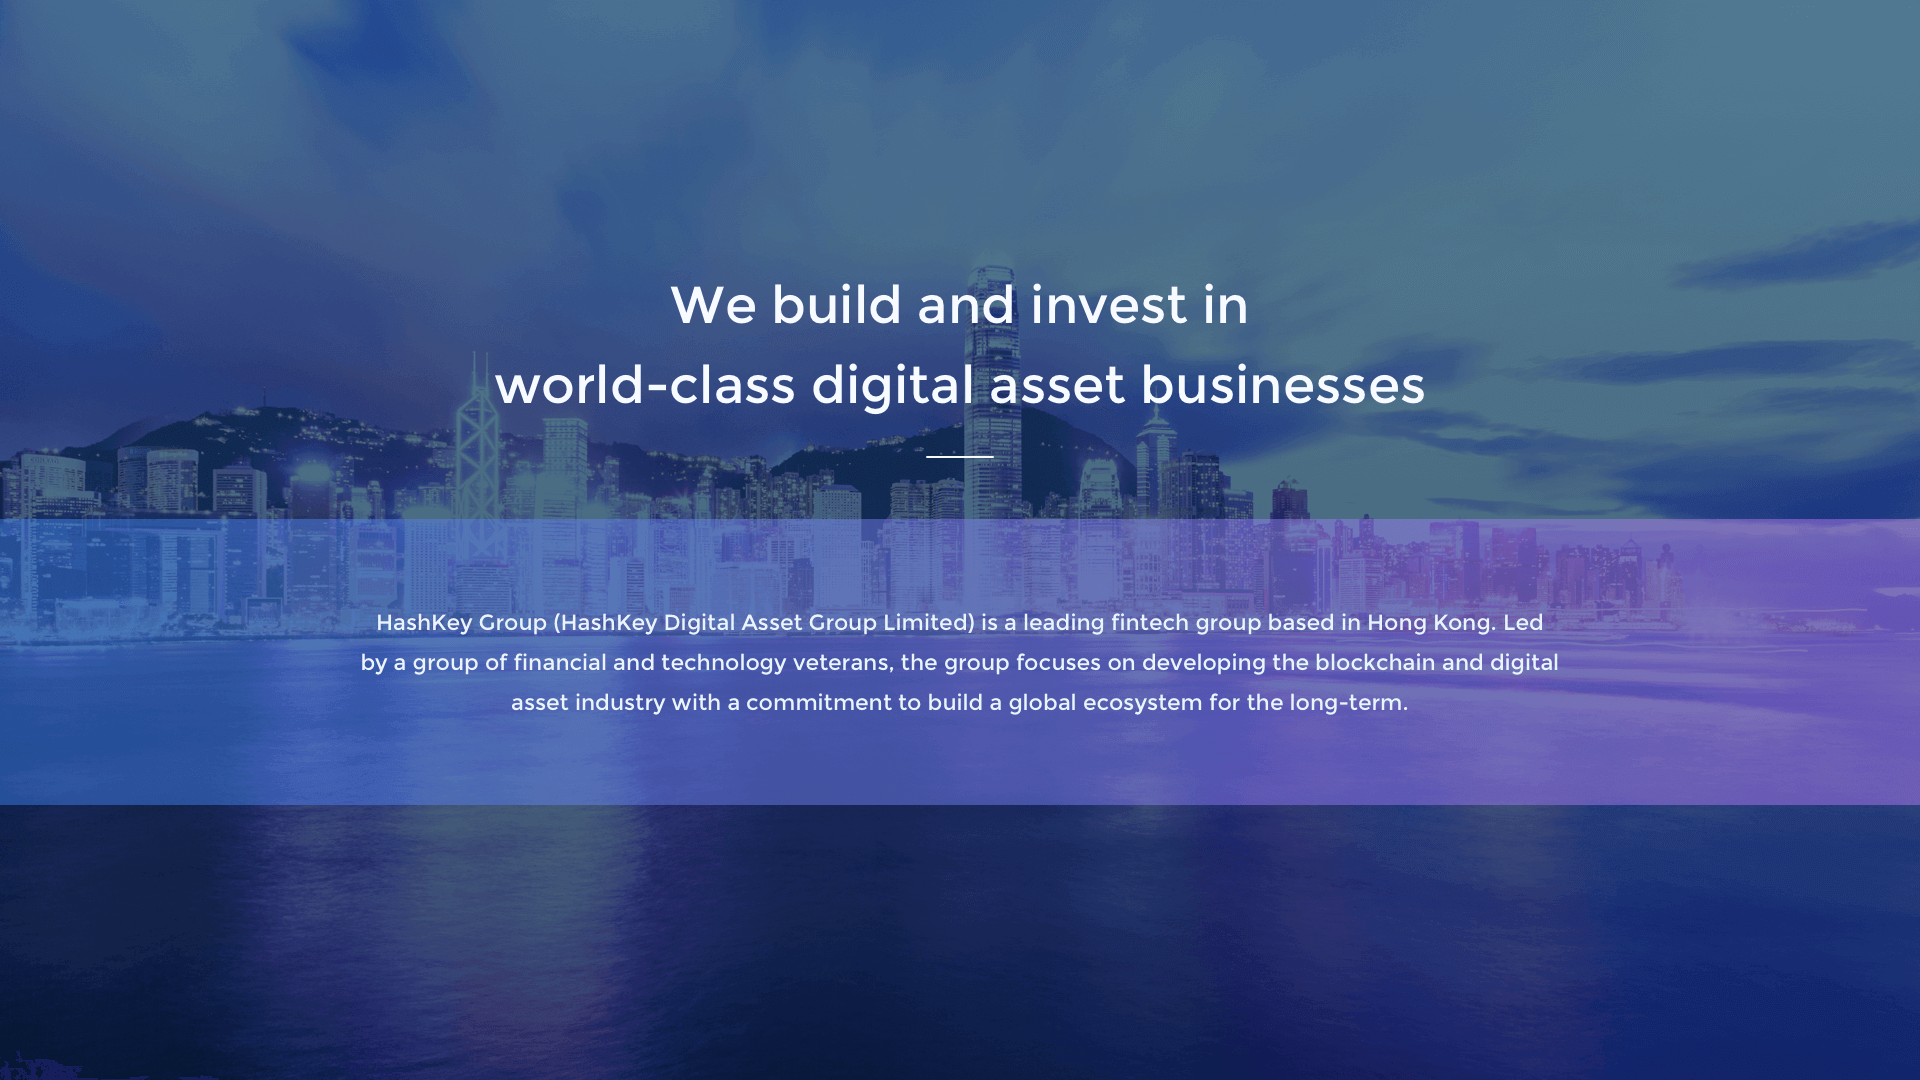 We build and invest in
world-class digital asset businesses
HashKey Group (HashKey Digital Asset Group Limited) is a leading fintech group based in Hong Kong. Led
by a group of financial and technology veterans, the group focuses on developing the blockchain and digital
asset industry with a commitment to build a global ecosystem for the long-term.